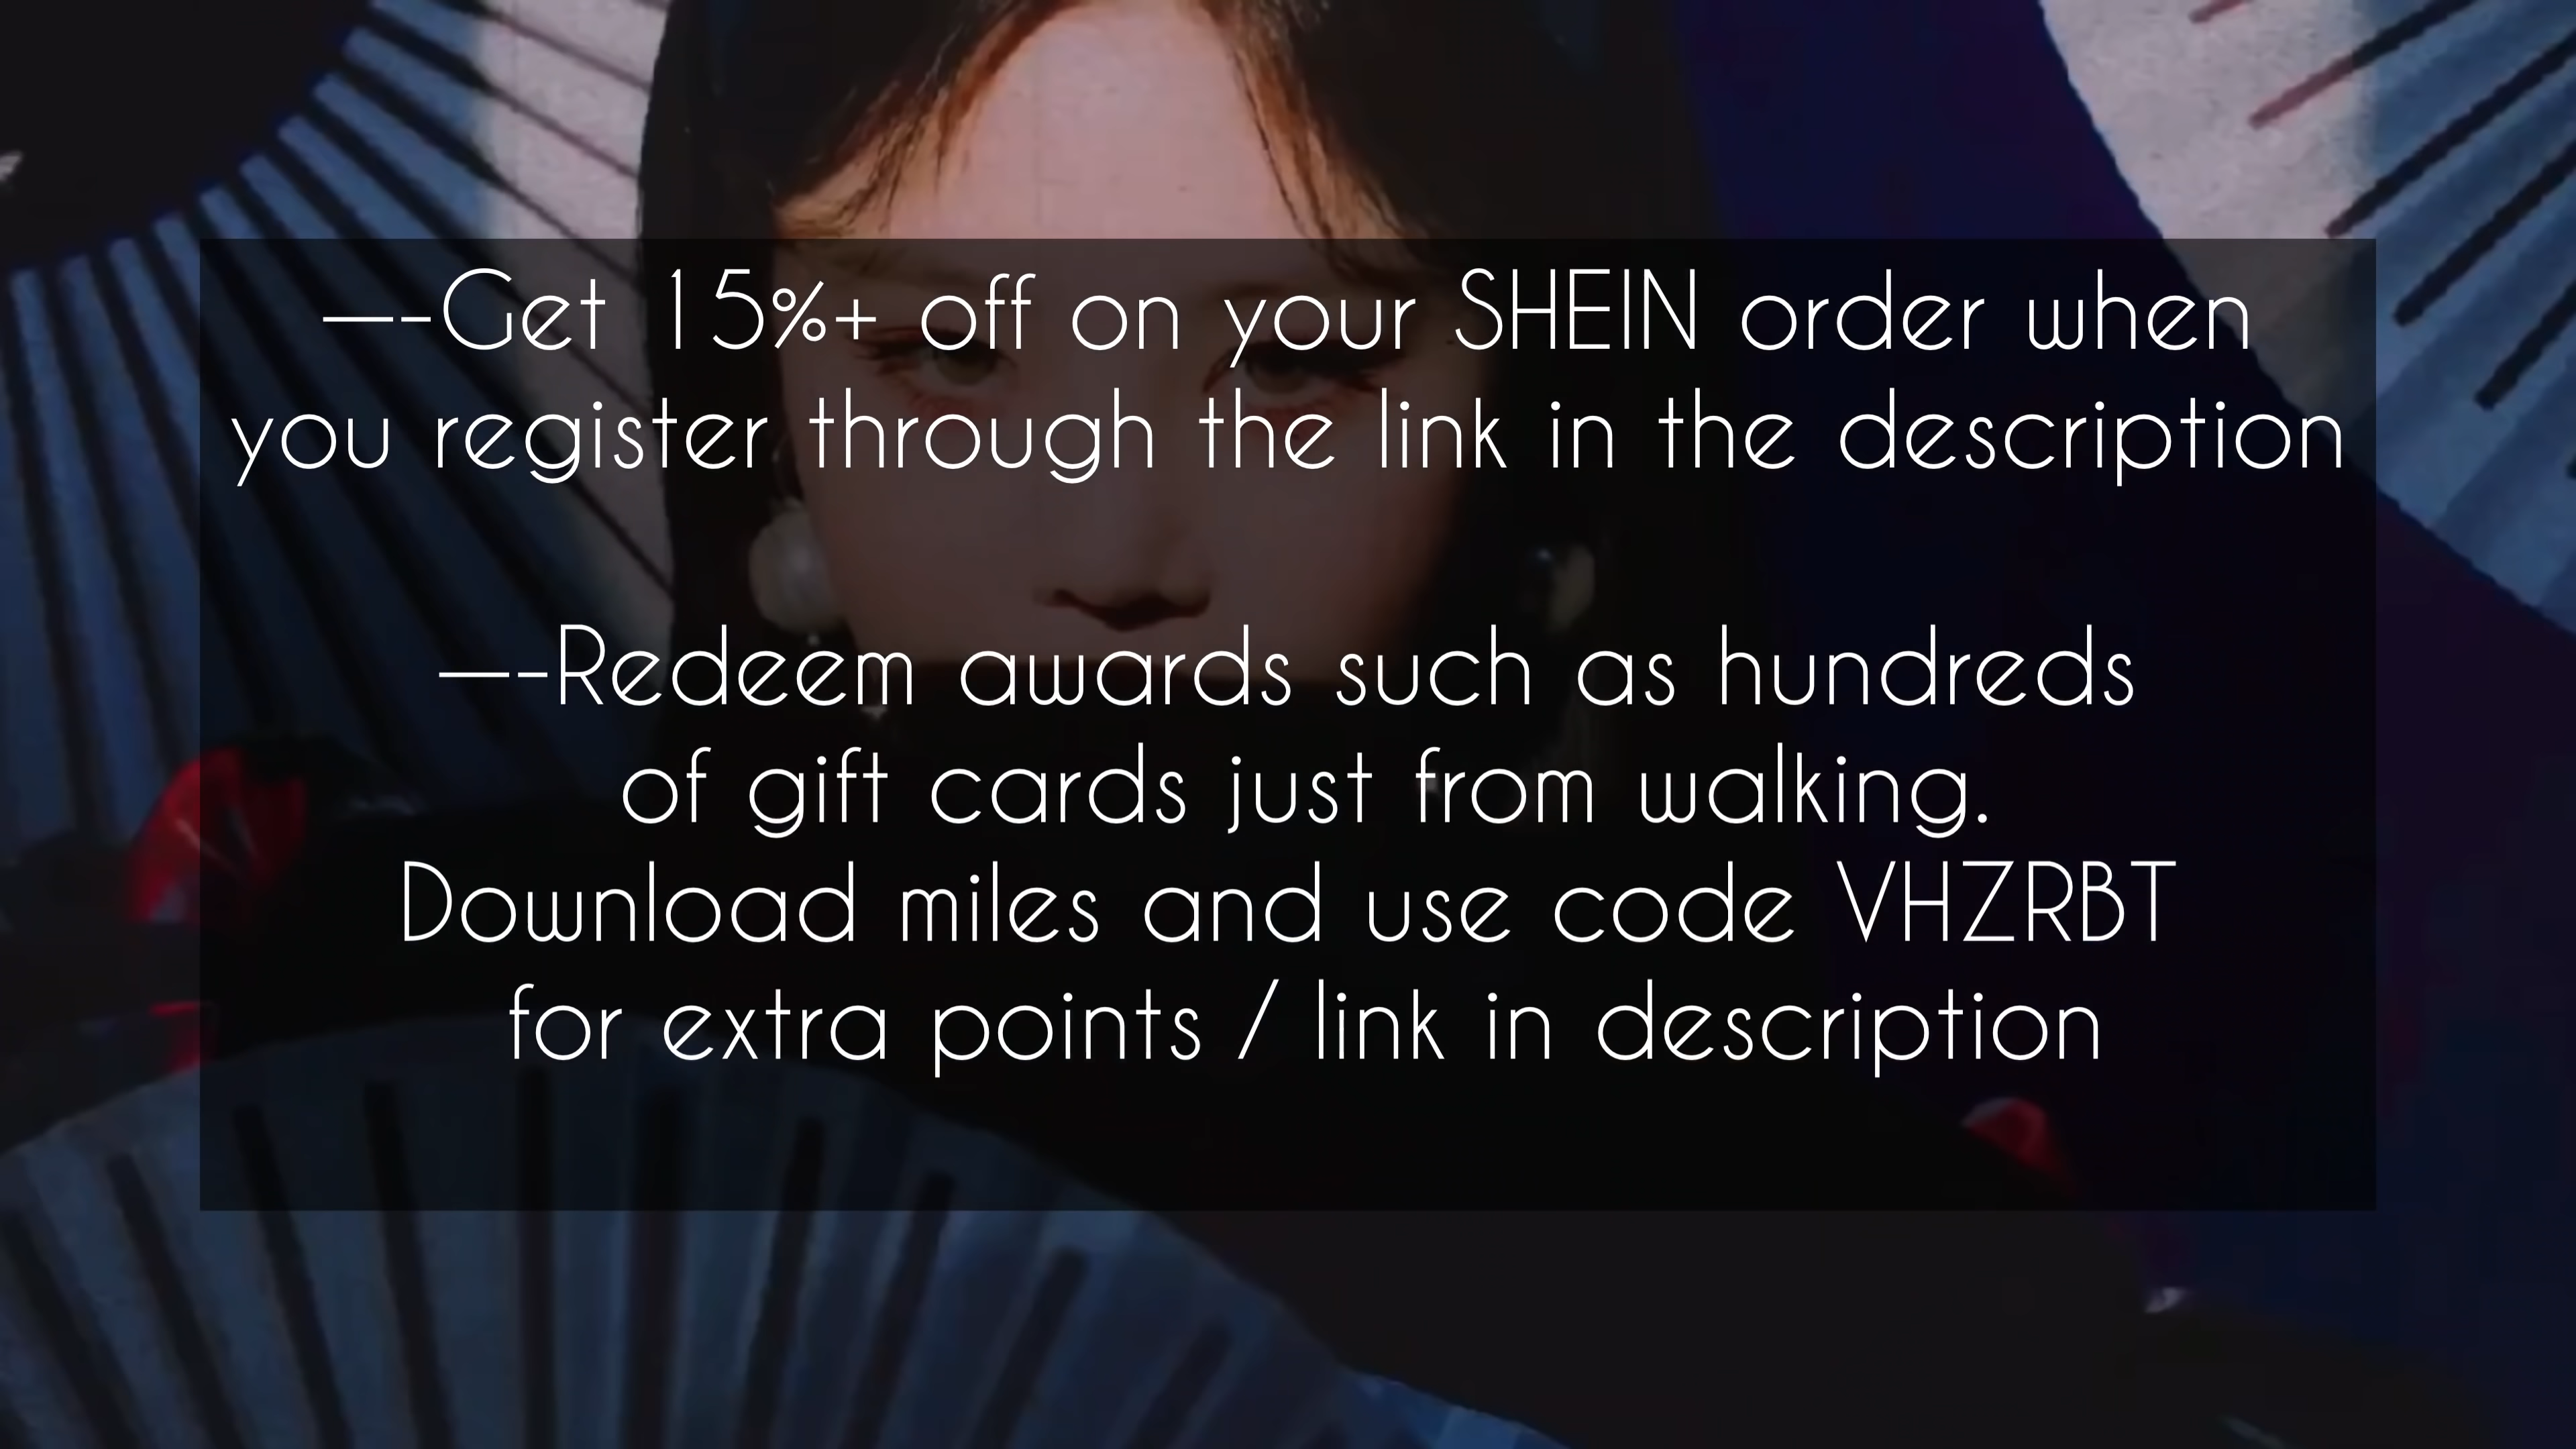 —-Get 15%+ off on your SHEIN order when
you register through the link in the description
—-Redeem awards such as hundreds
of gift cards just from walking.
Download miles and use code VHZRBT
for extra points / link in description